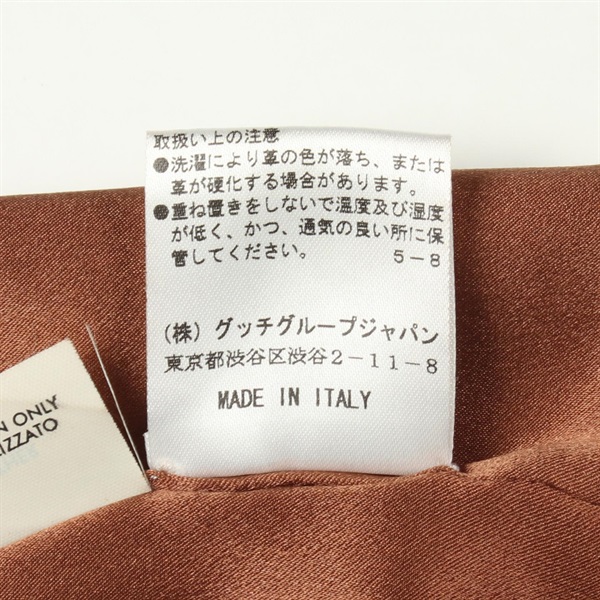 取扱い上の注意
●洗濯により革の色が落ち、または
革が硬化する場合があります。
●重ね置きをしないで温度及び湿度
が低く、かつ、通気の良い所に保
管してください。 5-8
(株) グッチグループジャパン
東京都渋谷区渋谷2-11-8
MADE IN ITALY
ONLY
IZZATO